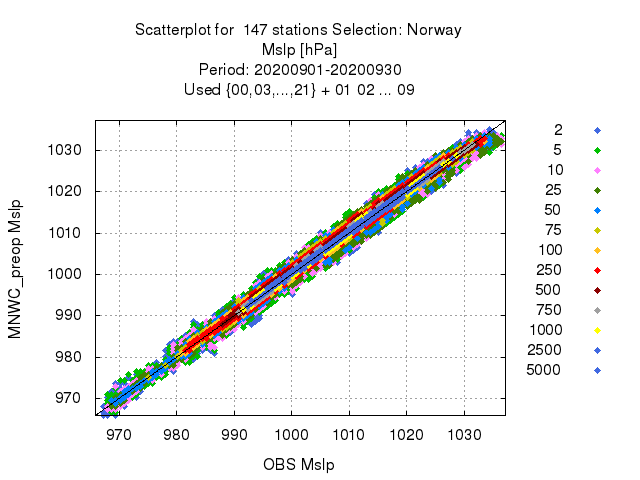 Scatterplot for 147 stations Selection: Norway
Mslp [hPa]
Period: 20200901-20200930
Used {00,03,...,21} + 01 02 ... 09
MNWC_preop Mslp
1030
1020
1010
1000
990
980
970
970 980 990 1000 1010 1020 1030
OBS Mslp
2
5
10
25
50
75
100
250
500
750
1000
2500
5000